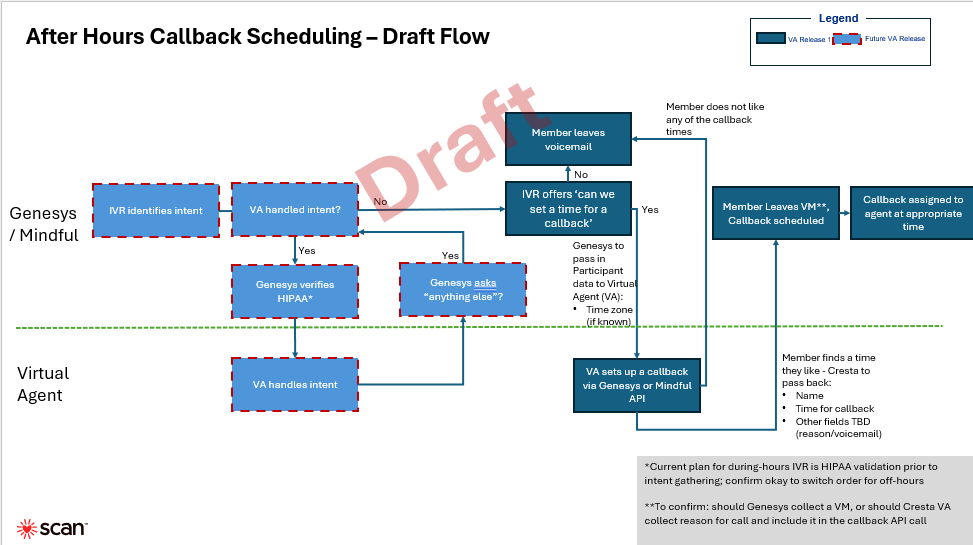 After Hours Callback Scheduling – Draft Flow
Legend
VA Release 1
Future VA Release
Draft
Genesys
/ Mindful
IVR identifies intent
VA handled intent?
No
Yes
Genesys verifies
HIPAA*
Genesys asks
“anything else”?
Yes
Member leaves
voicemail
No
IVR offers ‘can we
set a time for a
callback’
Yes
Member does not like
any of the callback
times
Genesys to
pass in
Participant
data to Virtual
Agent (VA):
• Time zone
(if known)
Member Leaves VM**,
Callback scheduled
Callback assigned to
agent at appropriate
time
Virtual
Agent
VA handles intent
VA sets up a callback
via Genesys or Mindful
API
Member finds a time
they like - Cresta to
pass back:
• Name
• Time for callback
• Other fields TBD
(reason/voicemail)
*Current plan for during-hours IVR is HIPAA validation prior to
intent gathering; confirm okay to switch order for off-hours
**To confirm: should Genesys collect a VM, or should Cresta VA
collect reason for call and include it in the callback API call
scan